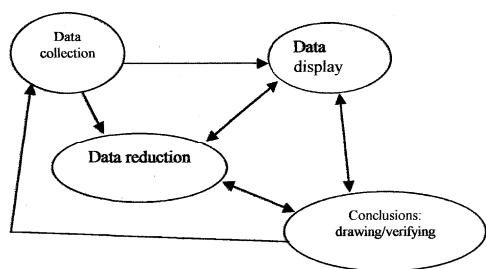 Data
collection
Data
display
Data reduction
Conclusions:
drawing/verifying